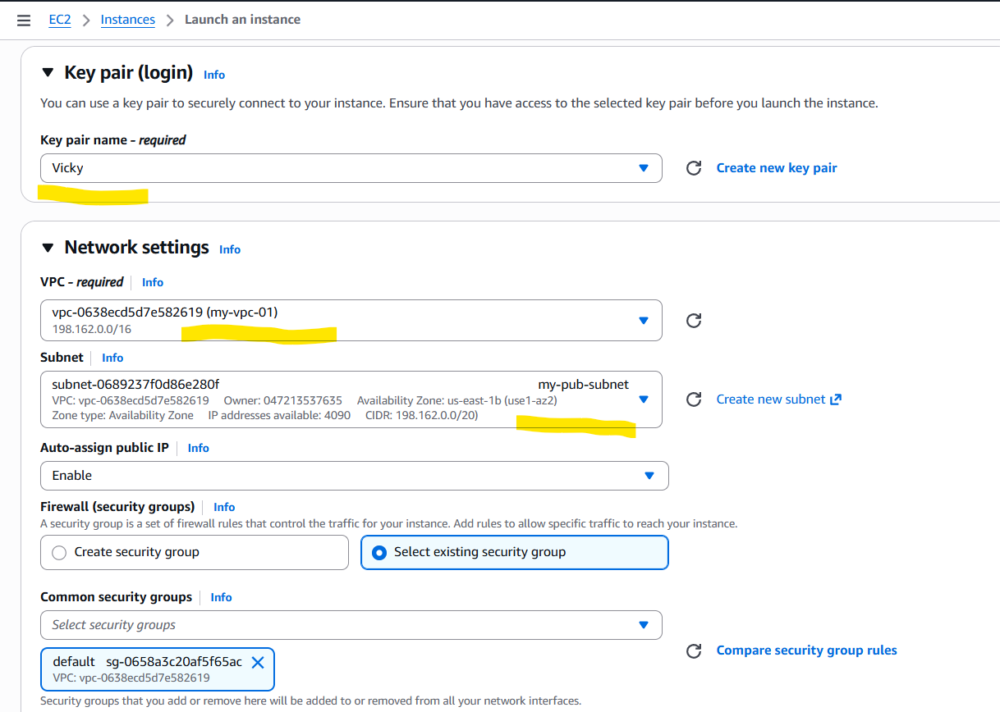 EC2 > Instances > Launch an instance
Key pair (login) Info
You can use a key pair to securely connect to your instance. Ensure that you have access to the selected key pair before you launch the instance.
Key pair name - required
Vicky
Create new key pair
Network settings Info
VPC - required Info
vpc-0638ecd5d7e582619 (my-vpc-01)
198.162.0.0/16
Subnet Info
subnet-0689237f0d86e280f my-pub-subnet
VPC: vpc-0638ecd5d7e582619 Owner: 047213537635 Availability Zone: us-east-1b (use1-az2)
Zone type: Availability Zone IP addresses available: 4090 CIDR: 198.162.0.0/20)
Create new subnet
Auto-assign public IP Info
Enable
Firewall (security groups) Info
A security group is a set of firewall rules that control the traffic for your instance. Add rules to allow specific traffic to reach your instance.
Create security group Select existing security group
Common security groups Info
Select security groups
Compare security group rules
default sg-0658a3c20af5f65ac
VPC: vpc-0638ecd5d7e582619
Security groups that you add or remove here will be added to or removed from all your network interfaces.